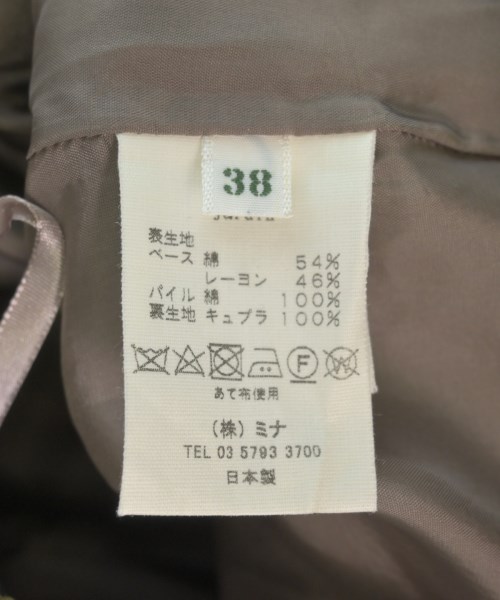 38
jardin
表生地
ベース 綿 54%
レーヨン 46%
パイル 綿 100%
裏生地 キュプラ 100%
F
W
あて布使用
(株) ミナ
TEL 03 5793 3700
日本製